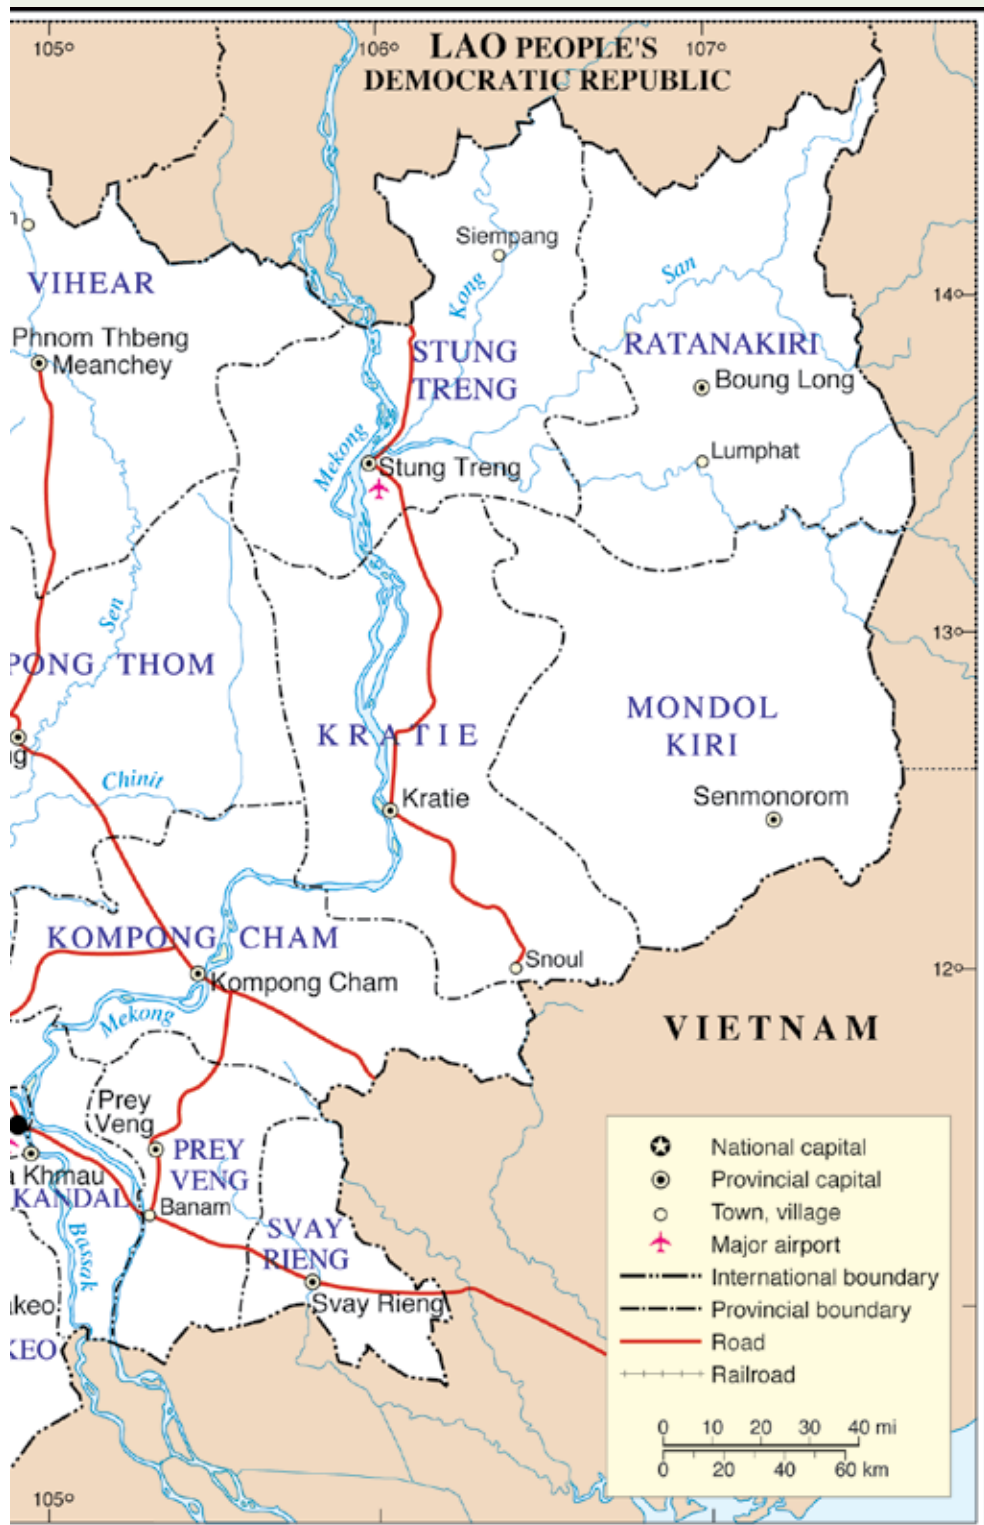 105°
106°
107°
LAO PEOPLE'S
DEMOCRATIC REPUBLIC
Siempang
San
Kong
VIHEAR
14°
Phnom Thbeng
Meanchey
STUNG
TRENG
RATANAKIRI
Boung Long
Mekong
Stung Treng
Lumphat
Sen
13°
PONG THOM
MONDOL
KIRI
KRATIE
ng
Chinit
Kratie
Senmonorom
KOMPONG CHAM
Snoul
12°
Kompong Cham
Mekong
VIETNAM
Prey
Veng
PREY
VENG
a Khmau
KANDAL
Banam
SVAY
RIENG
Bassak
akeo
Svay Rieng
KEO
National capital
Provincial capital
Town, village
Major airport
International boundary
Provincial boundary
Road
Railroad
0 10 20 30 40 mi
0 20 40 60 km
105°